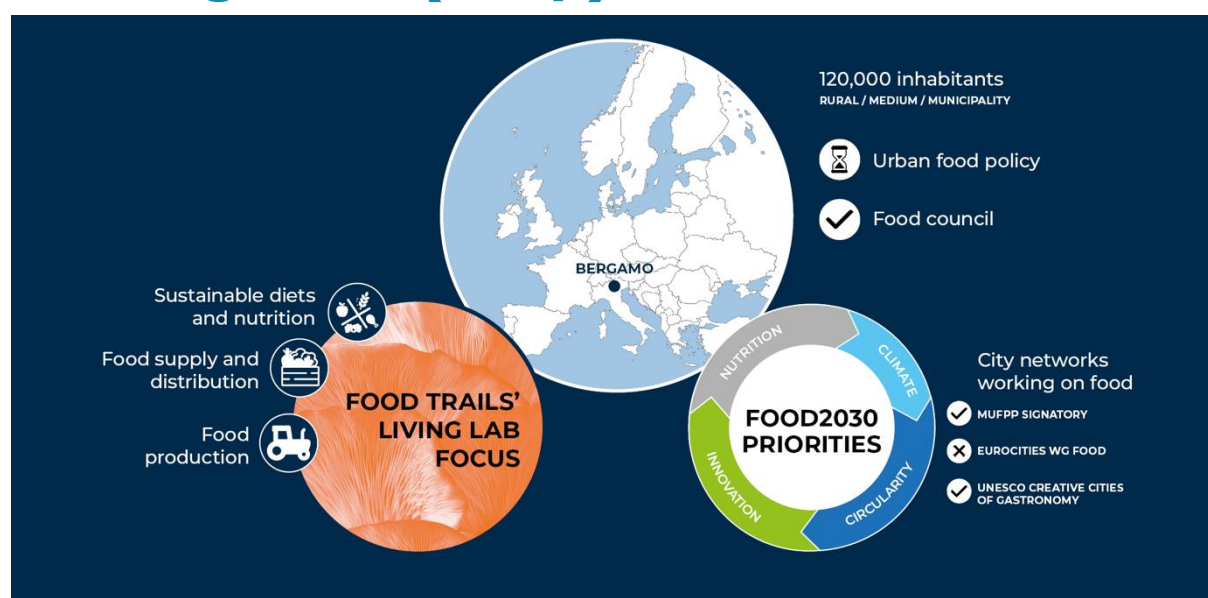 120,000 inhabitants
RURAL / MEDIUM / MUNICIPALITY
Urban food policy
Food council
BERGAMO
Sustainable diets
and nutrition
Food supply and
distribution
Food
production
FOOD TRAILS’
LIVING LAB
FOCUS
NUTRITION
CLIMATE
CIRCULARITY
INNOVATION
FOOD2030
PRIORITIES
City networks
working on food
MUFPP SIGNATORY
EUROCITIES WG FOOD
UNESCO CREATIVE CITIES
OF GASTRONOMY